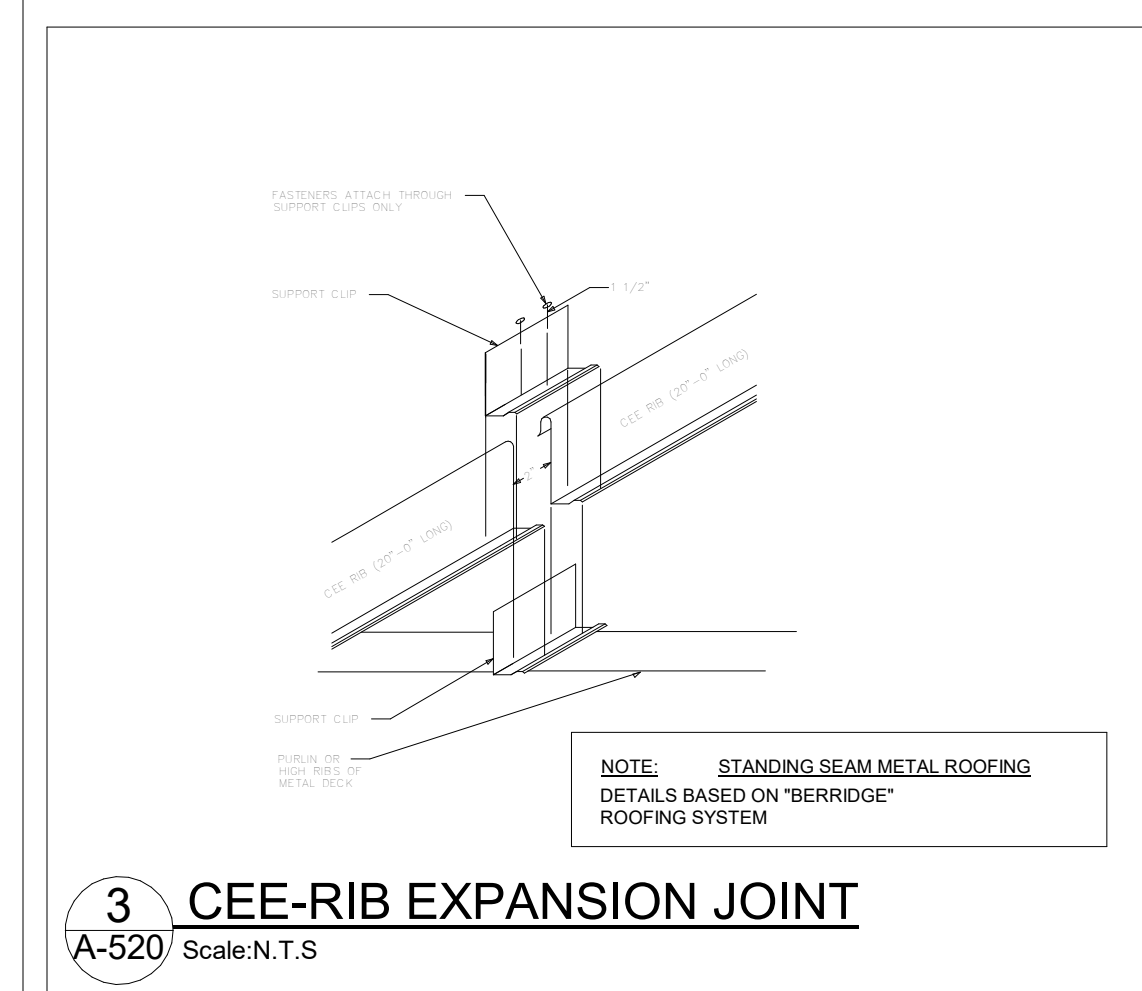 FASTENERS ATTACH THROUGH
SUPPORT CLIPS ONLY
SUPPORT CLIP
1 1/2"
CEE RIB (20"-0" LONG)
2"
CEE RIB (20"-0" LONG)
SUPPORT CLIP
PURLIN OR
HIGH RIBS OF
METAL DECK
NOTE: STANDING SEAM METAL ROOFING
DETAILS BASED ON "BERRIDGE"
ROOFING SYSTEM
3
A-520
CEE-RIB EXPANSION JOINT
Scale:N.T.S